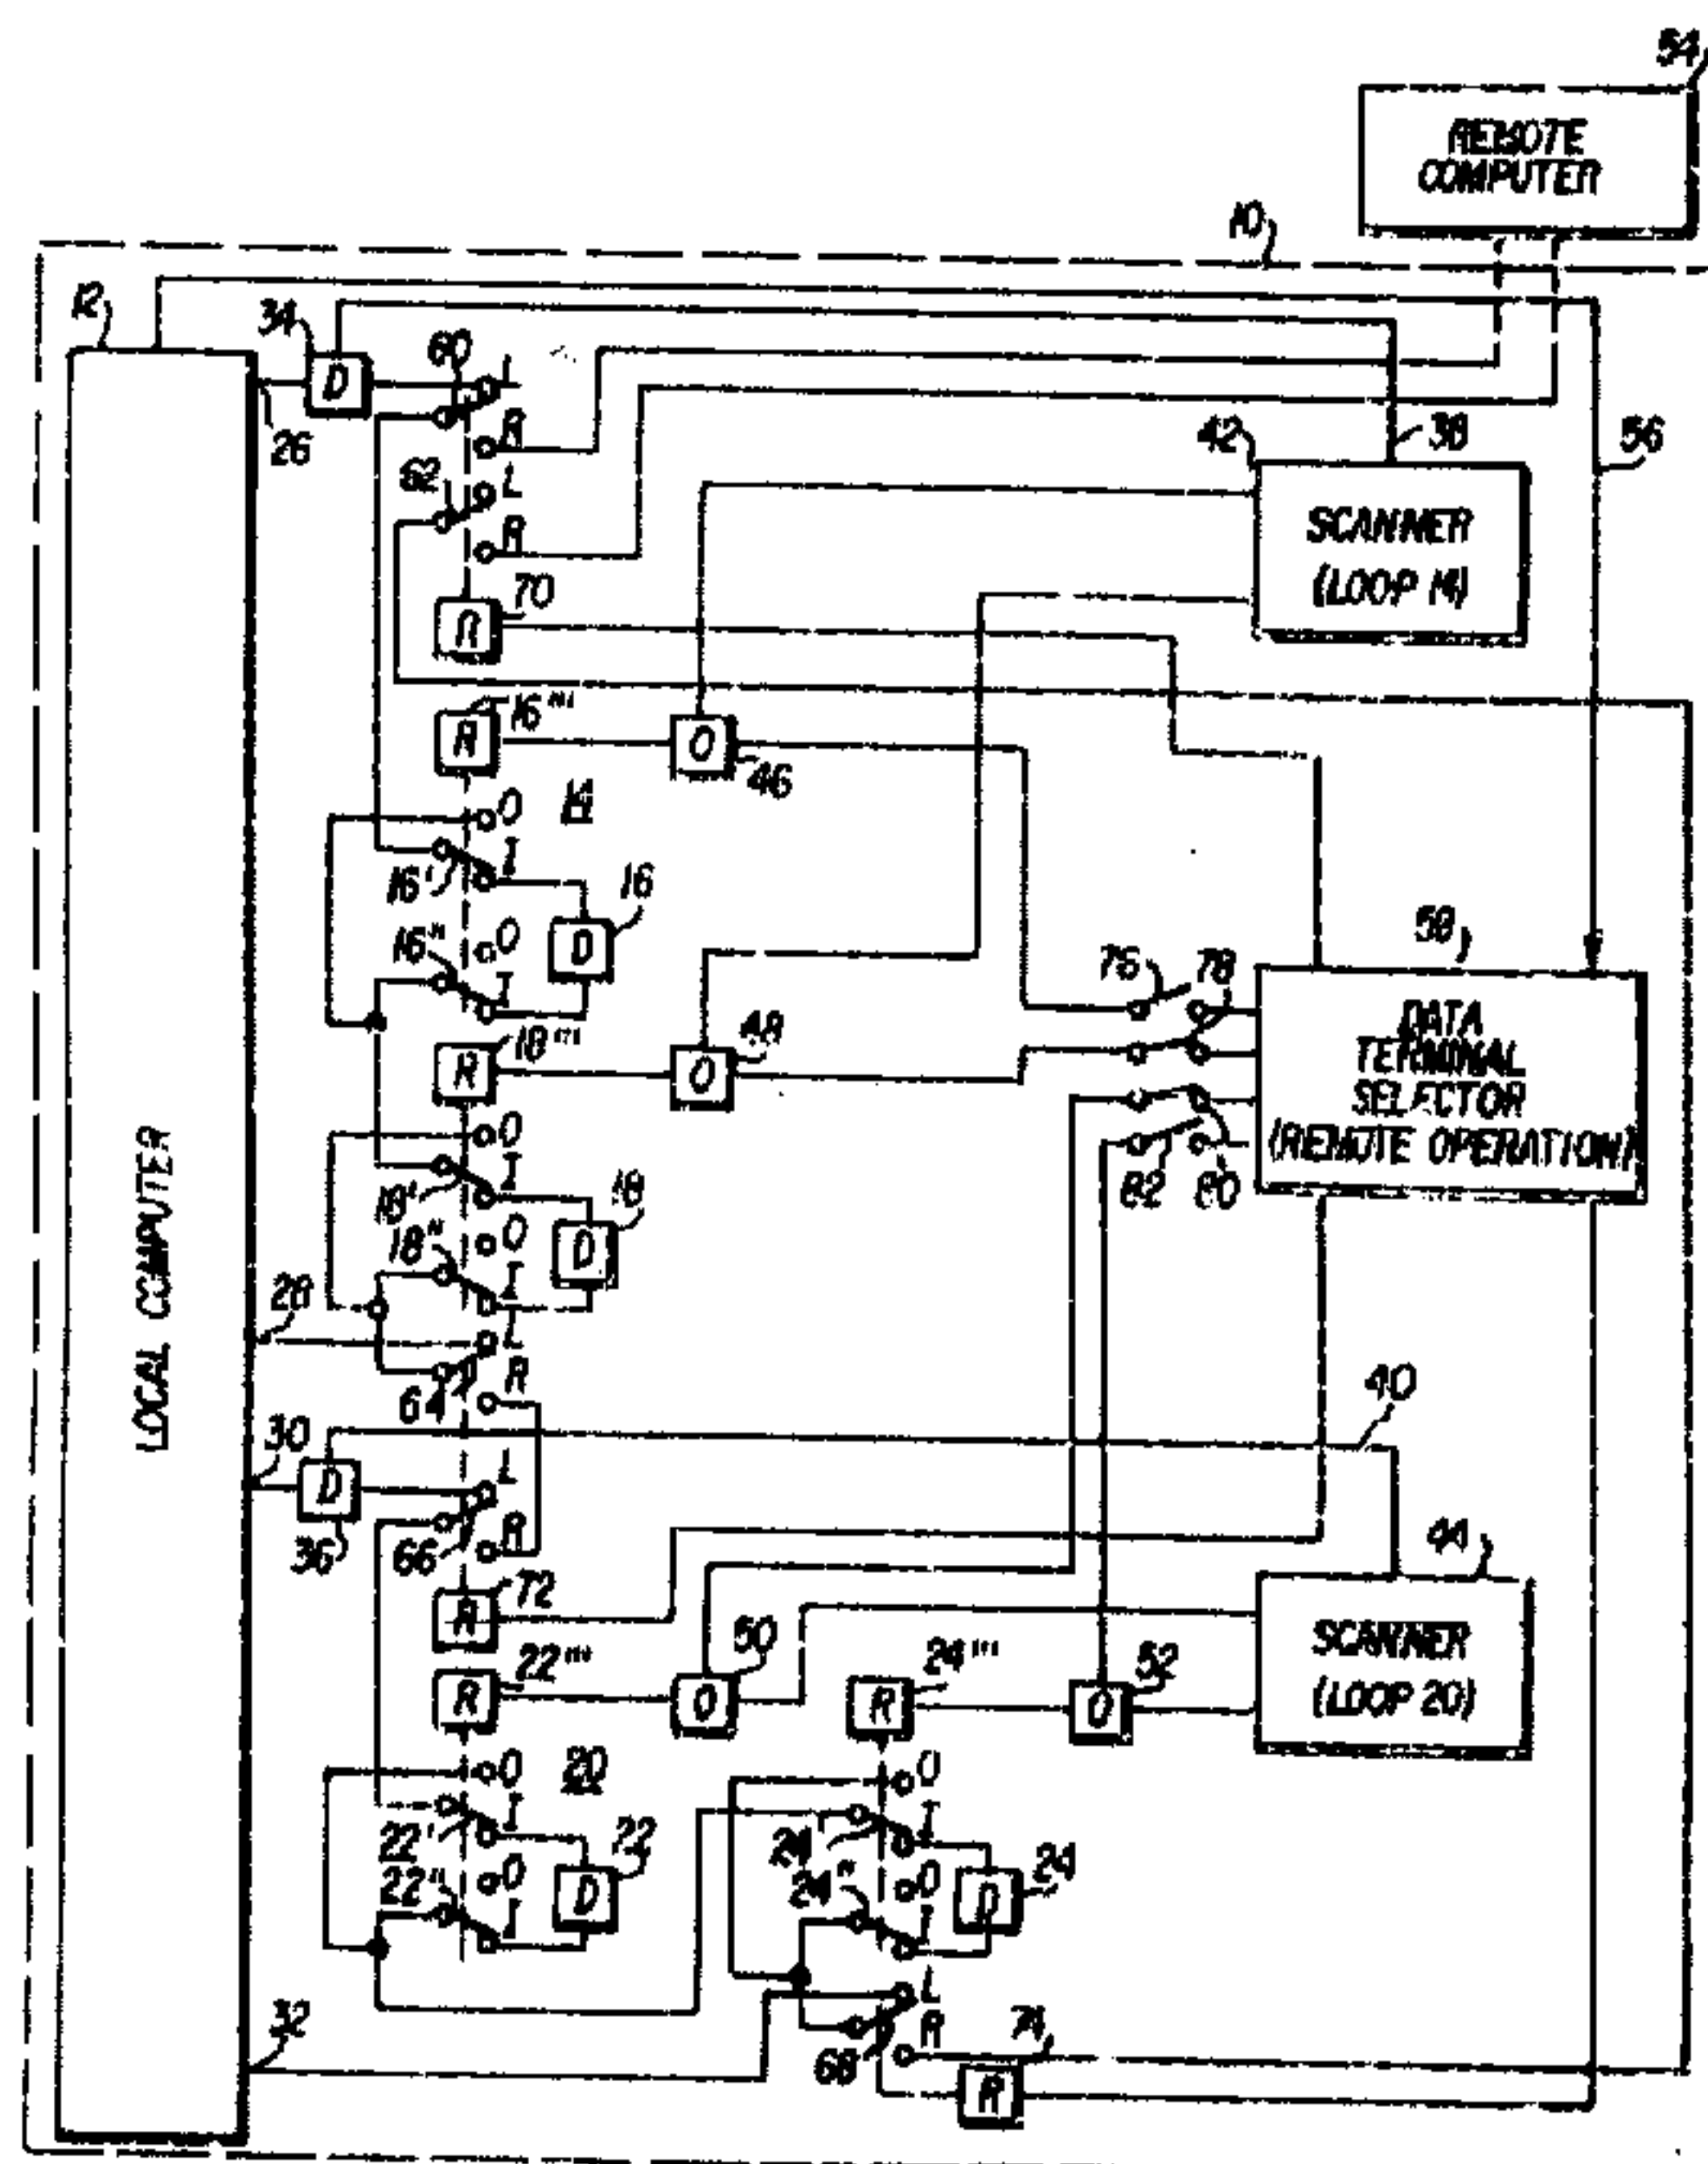 54
REMOTE
COMPUTER
10
12
34
D
60
L
26
R
38
42
56
62
L
R
SCANNER
(LOOP 14)
70
R
16'''
R
O
46
O
14
I
16'
16
58
16"
O
D
76
78
I
DATA
TERMINAL
SELECTOR
(REMOTE OPERATION)
18'''
R
48
O
O
I
82
80
18'
18
LOCAL COMPUTER
18"
O
D
I
28
L
R
64
40
30
L
D
R
36
66
44
72
R
50
52
SCANNER
(LOOP 20)
22'''
24'''
R
O
R
O
O
20
O
I
I
22'
22
24'
24
22"
O
D
24"
O
D
I
I
32
L
R
74
68
R